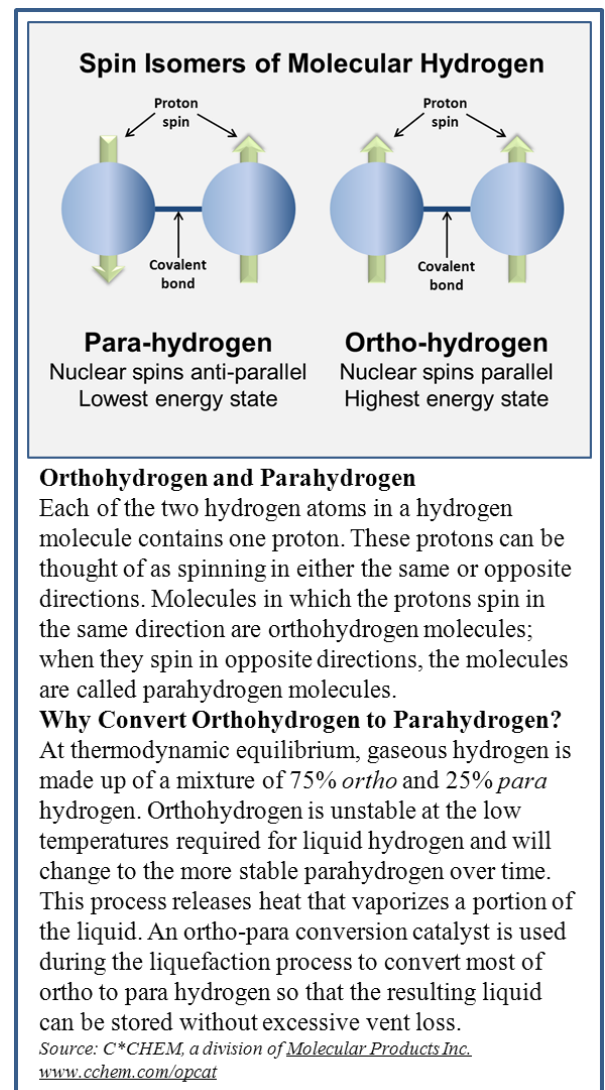 Spin Isomers of Molecular Hydrogen
Proton
spin
Proton
spin
Covalent
bond
Covalent
bond
Para-hydrogen
Nuclear spins anti-parallel
Lowest energy state
Ortho-hydrogen
Nuclear spins parallel
Highest energy state
Orthohydrogen and Parahydrogen
Each of the two hydrogen atoms in a hydrogen
molecule contains one proton. These protons can be
thought of as spinning in either the same or opposite
directions. Molecules in which the protons spin in
the same direction are orthohydrogen molecules;
when they spin in opposite directions, the molecules
are called parahydrogen molecules.
Why Convert Orthohydrogen to Parahydrogen?
At thermodynamic equilibrium, gaseous hydrogen is
made up of a mixture of 75% ortho and 25% para
hydrogen. Orthohydrogen is unstable at the low
temperatures required for liquid hydrogen and will
change to the more stable parahydrogen over time.
This process releases heat that vaporizes a portion of
the liquid. An ortho-para conversion catalyst is used
during the liquefaction process to convert most of
ortho to para hydrogen so that the resulting liquid
can be stored without excessive vent loss.
Source: C*CHEM, a division of Molecular Products Inc.
www.cchem.com/opcat